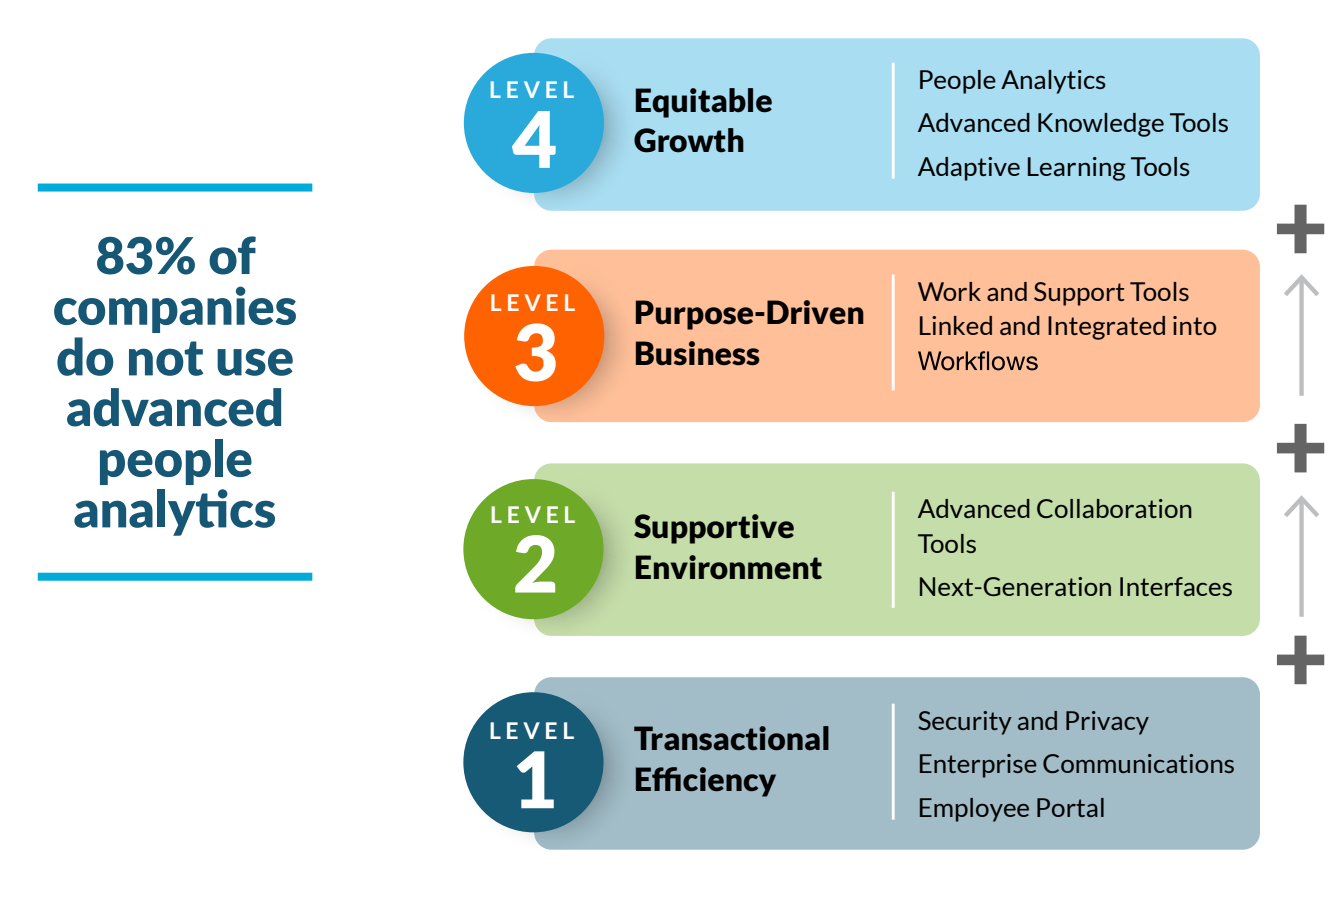 83% of
companies
do not use
advanced
people
analytics
LEVEL
4
Equitable
Growth
People Analytics
Advanced Knowledge Tools
Adaptive Learning Tools
LEVEL
3
Purpose-Driven
Business
Work and Support Tools
Linked and Integrated into
Workflows
LEVEL
2
Supportive
Environment
Advanced Collaboration
Tools
Next-Generation Interfaces
LEVEL
1
Transactional
Efficiency
Security and Privacy
Enterprise Communications
Employee Portal